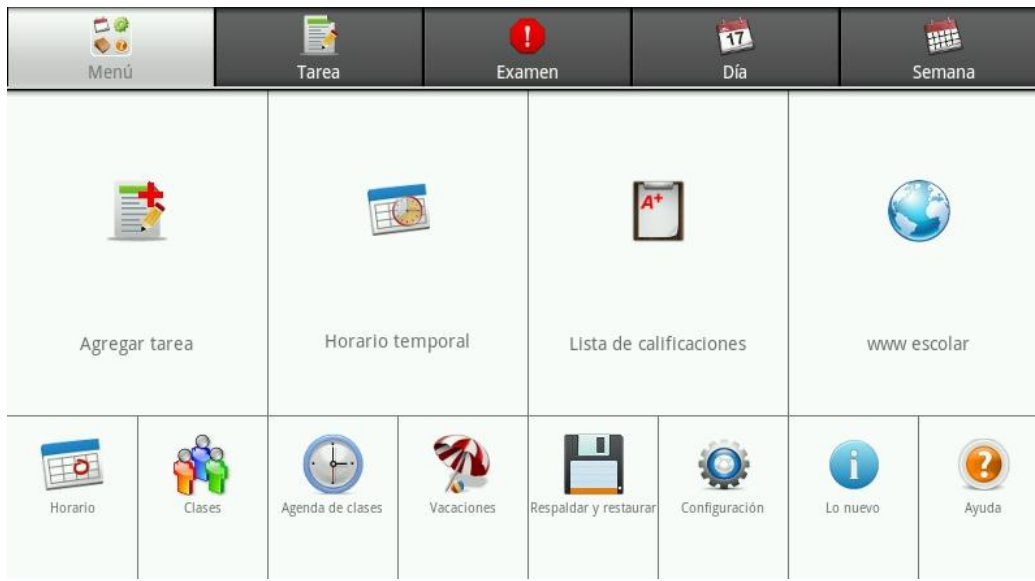 Menú
Tarea
Examen
17
Día
Semana
A+
Agregar tarea
Horario temporal
Lista de calificaciones
www escolar
Horario
Clases
Agenda de clases
Vacaciones
Respaldar y restaurar
Configuración
Lo nuevo
Ayuda